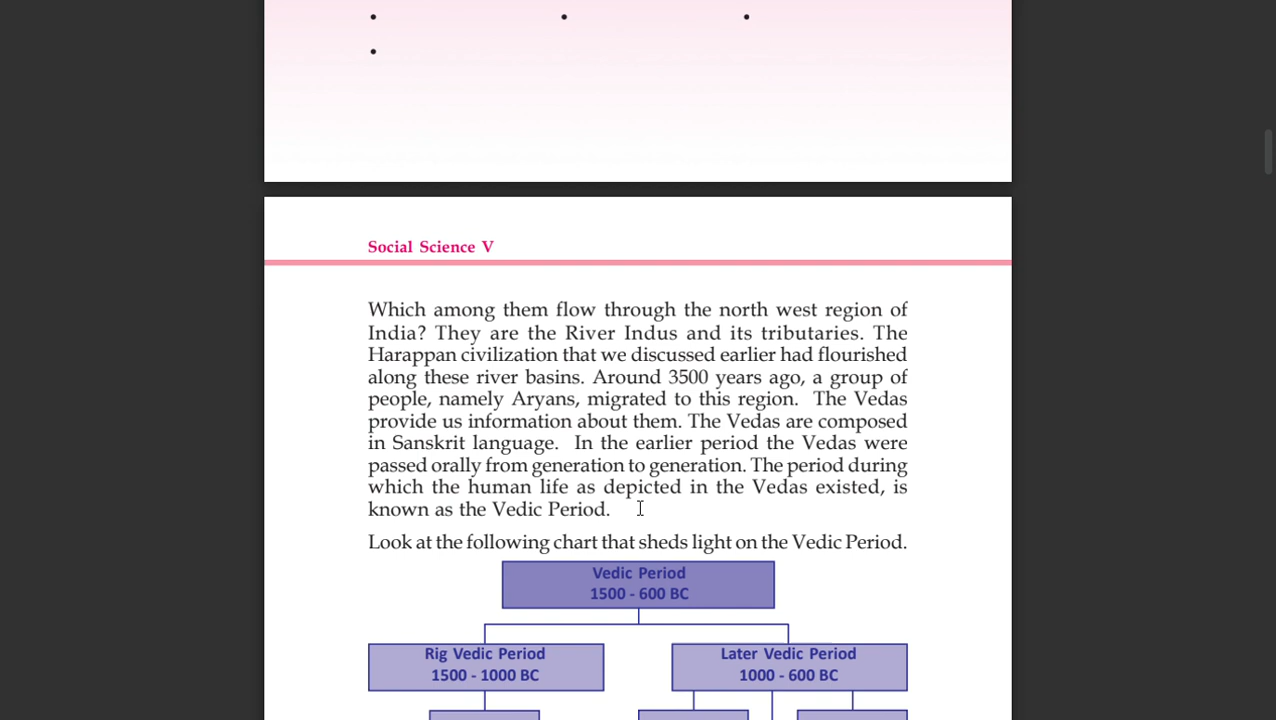 Social Science V
Which among them flow through the north west region of
India? They are the River Indus and its tributaries. The
Harappan civilization that we discussed earlier had flourished
along these river basins. Around 3500 years ago, a group of
people, namely Aryans, migrated to this region. The Vedas
provide us information about them. The Vedas are composed
in Sanskrit language. In the earlier period the Vedas were
passed orally from generation to generation. The period during
which the human life as depicted in the Vedas existed, is
known as the Vedic Period.
Look at the following chart that sheds light on the Vedic Period.
Vedic Period
1500 - 600 BC
Rig Vedic Period
1500 - 1000 BC
Later Vedic Period
1000 - 600 BC